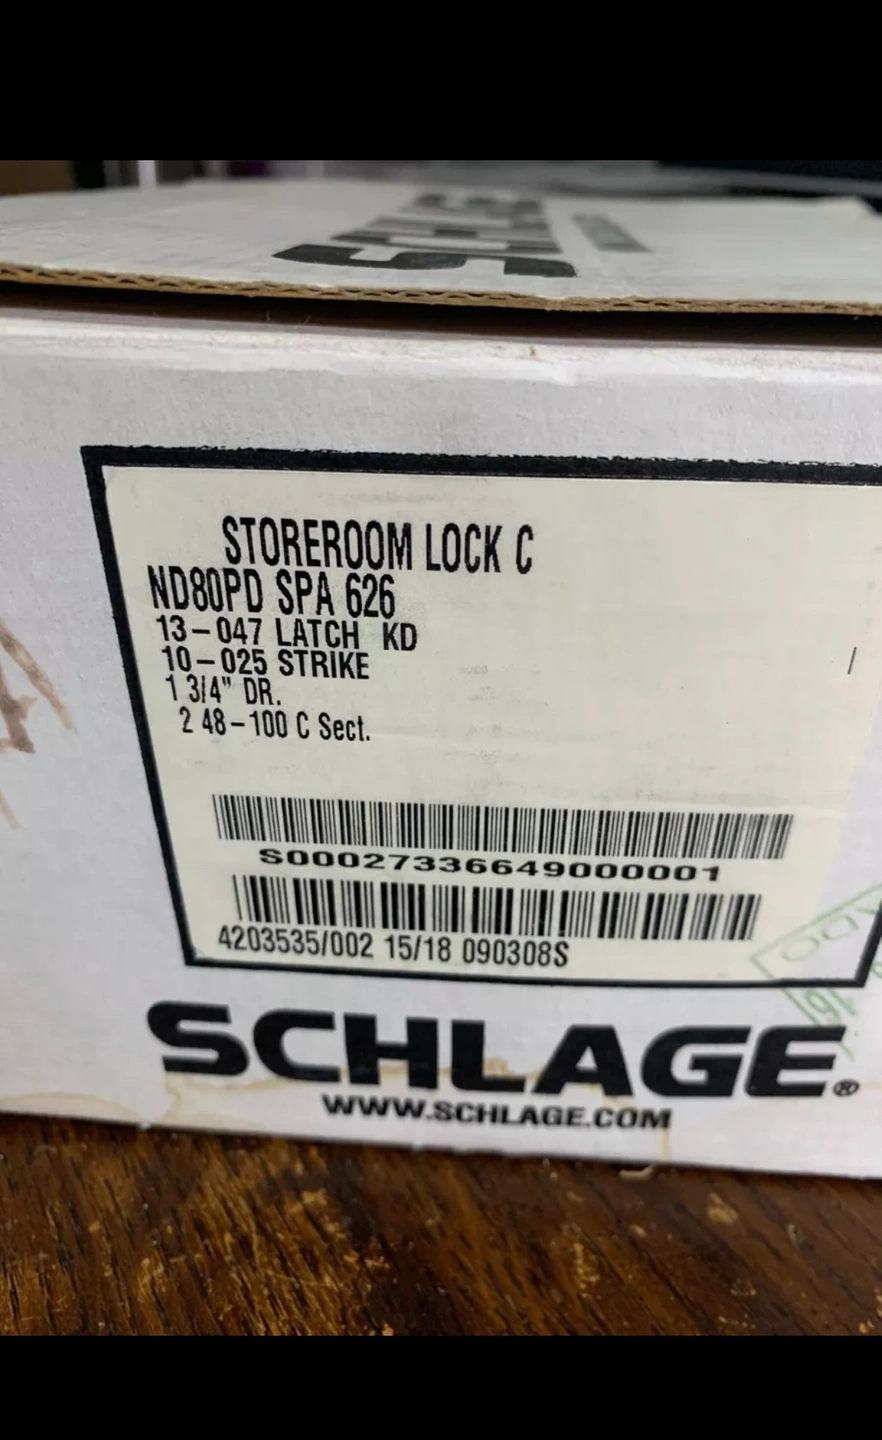 SCHLAGE
STOREROOM LOCK C
ND80PD SPA 626
13-047 LATCH KD
10-025 STRIKE
1 3/4" DR.
2 48-100 C Sect.
S00027336649000001
4203535/002 15/18 090308S
SCHLAGE®
WWW.SCHLAGE.COM